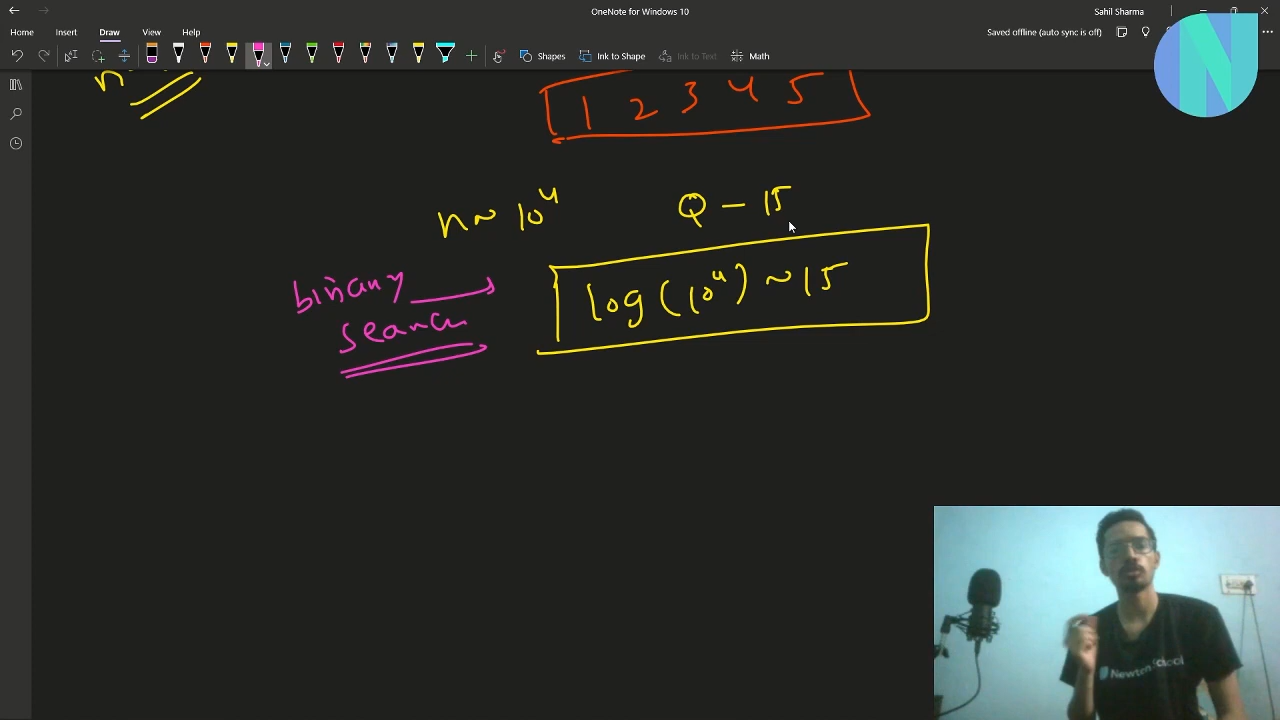 OneNote for Windows 10
Sahil Sharma
Home Insert Draw View Help
Saved offline (auto sync is off)
Shapes Ink to Shape Ink to Text Math
n
1 2 3 4 5
n ~ 10^4 Q - 15
binary search
log (10^4) ~ 15
Newton School